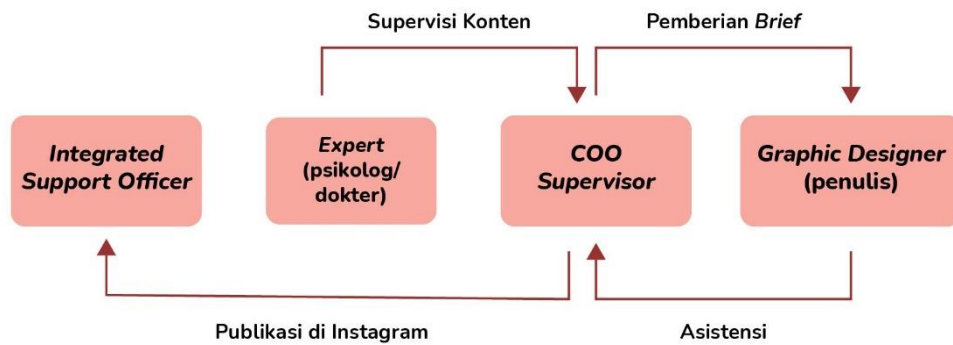 Supervisi Konten
Pemberian Brief
Integrated
Support Officer
Expert
(psikolog/
dokter)
COO
Supervisor
Graphic Designer
(penulis)
Publikasi di Instagram
Asistensi